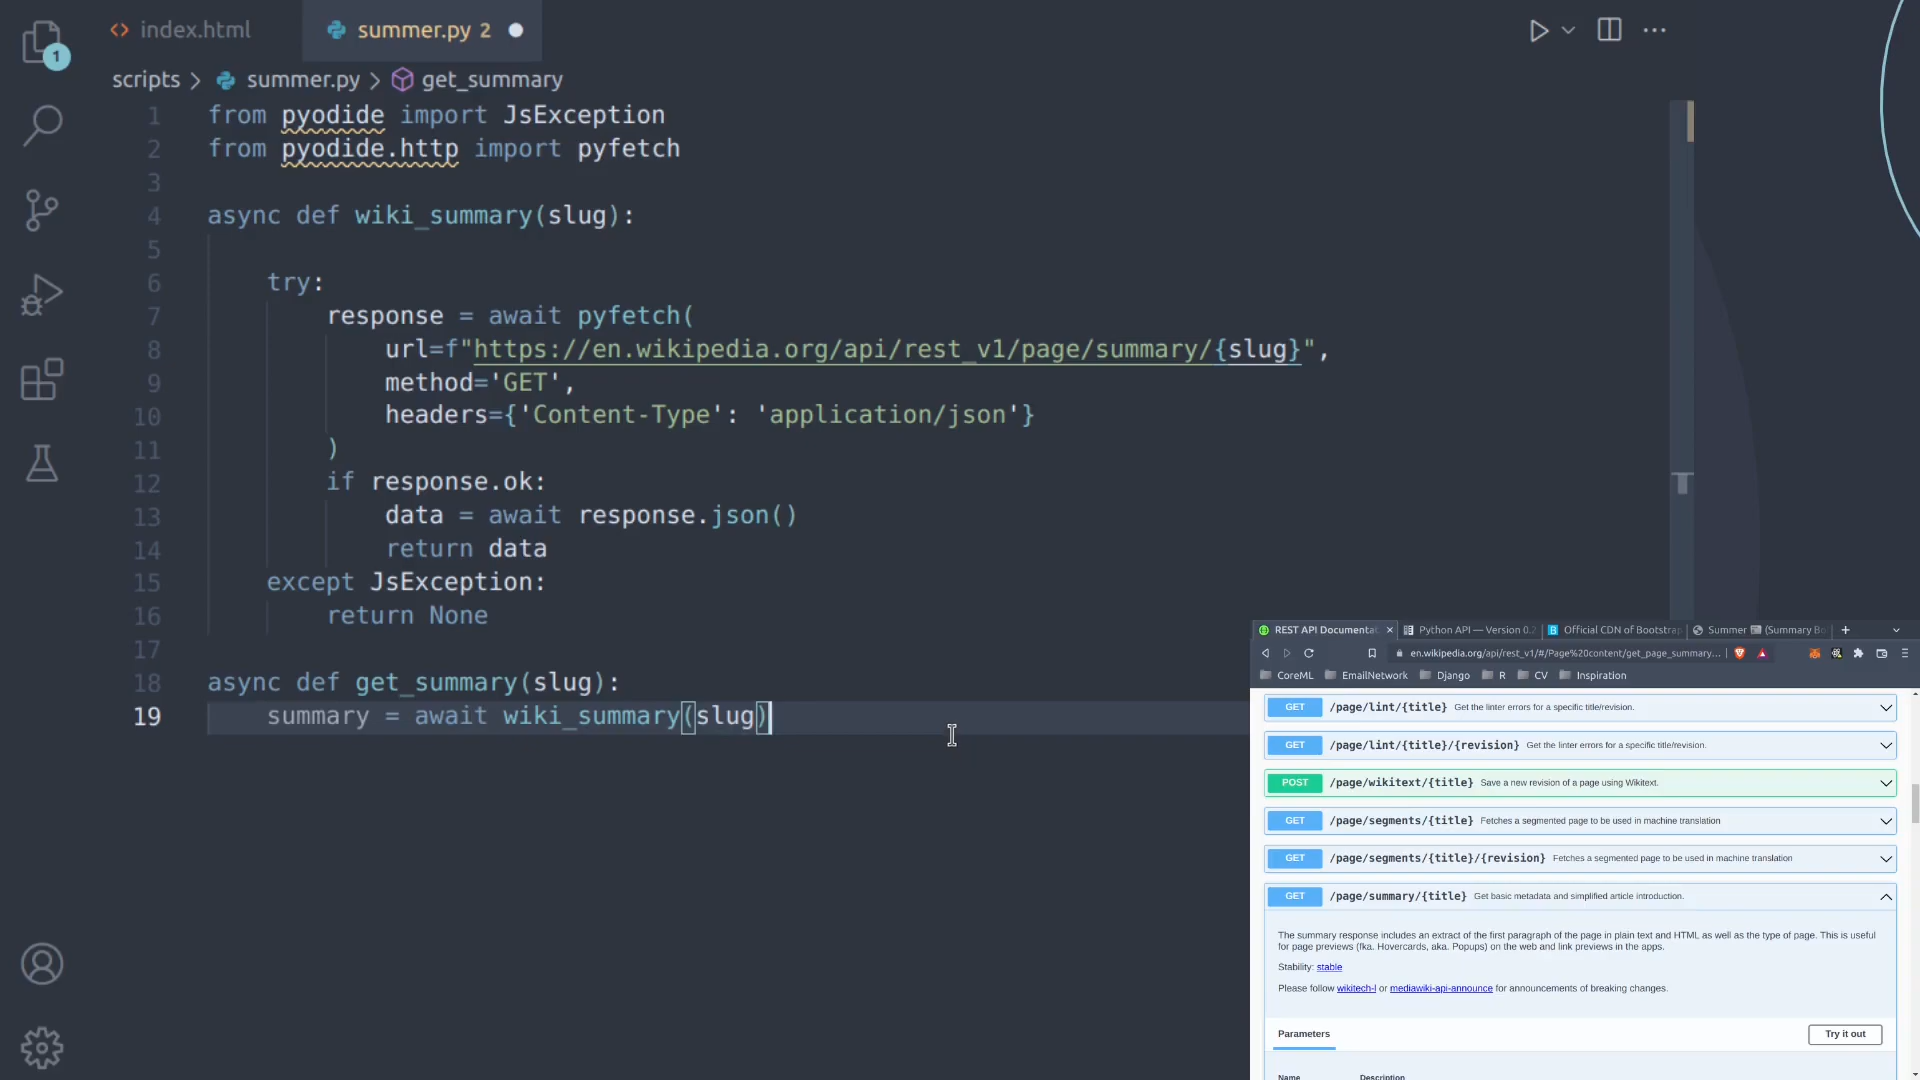 index.html
summer.py 2
1
scripts > summer.py > get_summary
1 from pyodide import JsException
2 from pyodide.http import pyfetch
3
4 async def wiki_summary(slug):
5
6 try:
7 response = await pyfetch(
8 url=f"https://en.wikipedia.org/api/rest_v1/page/summary/{slug}",
9 method='GET',
10 headers={'Content-Type': 'application/json'}
11 )
12 if response.ok:
13 data = await response.json()
14 return data
15 except JsException:
16 return None
17
18 async def get_summary(slug):
19 summary = await wiki_summary(slug)
REST API Documenta × Python API — Version 0.2 Official CDN of Bootstrap Summer (Summary Bo +
en.wikipedia.org/api/rest_v1/#/Page%20content/get_page_summary...
CoreML EmailNetwork Django R CV Inspiration
GET /page/lint/{title} Get the linter errors for a specific title/revision.
GET /page/lint/{title}/{revision} Get the linter errors for a specific title/revision.
POST /page/wikitext/{title} Save a new revision of a page using Wikitext.
GET /page/segments/{title} Fetches a segmented page to be used in machine translation
GET /page/segments/{title}/{revision} Fetches a segmented page to be used in machine translation
GET /page/summary/{title} Get basic metadata and simplified article introduction.
The summary response includes an extract of the first paragraph of the page in plain text and HTML as well as the type of page. This is useful
for page previews (fka. Hovercards, aka. Popups) on the web and link previews in the apps.
Stability: stable
Please follow wikitech-l or mediawiki-api-announce for announcements of breaking changes.
Parameters
Try it out
Name Description